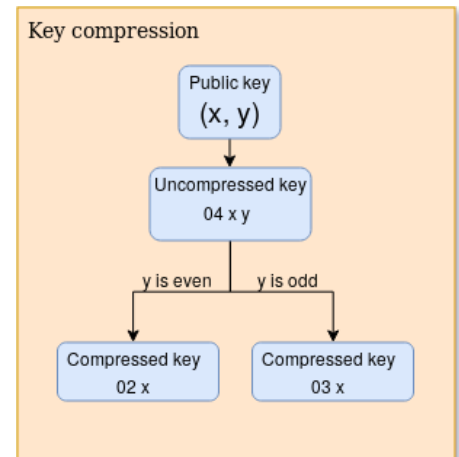 Key compression
Public key
(x, y)
Uncompressed key
04 x y
y is even
y is odd
Compressed key
02 x
Compressed key
03 x